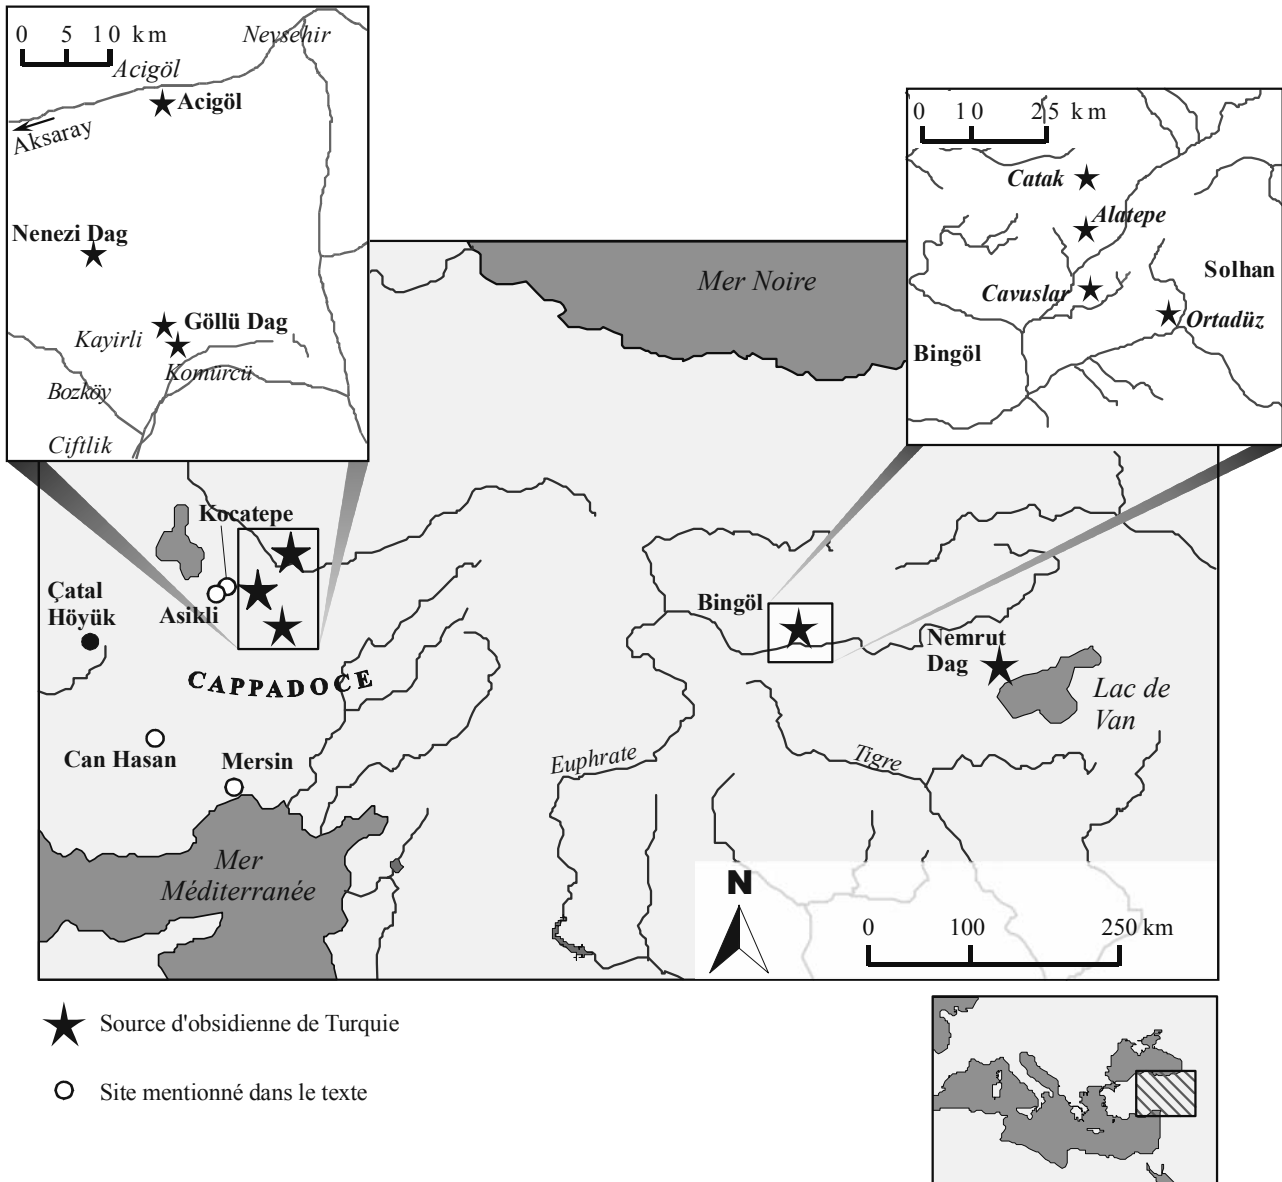 0 5 10 km
Nevsehir
Acigöl
Acigöl
Aksaray
Nenezi Dag
Göllü Dag
Kayirli
Komürcü
Bozköy
Ciftlik
0 10 25 km
Catak
Alatepe
Solhan
Cavuslar
Ortadüz
Bingöl
Mer Noire
Kocatepe
Çatal
Höyük
Asikli
CAPPADOCE
Can Hasan
Mersin
Mer
Méditerranée
Bingöl
Nemrut
Dag
Lac de
Van
Euphrate
Tigre
N
0 100 250 km
Source d'obsidienne de Turquie
Site mentionné dans le texte